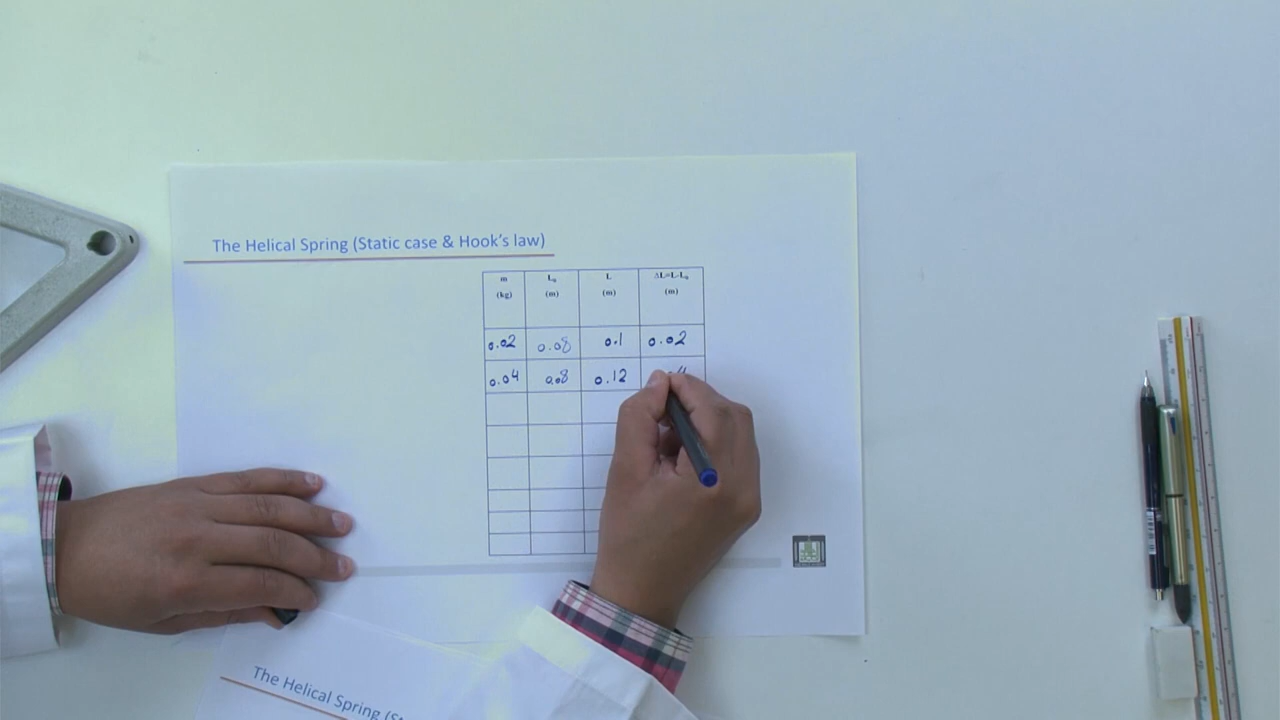 The Helical Spring (Static case & Hook's law)
m L₀ L ΔL=L-L₀
(kg) (m) (m) (m)
0.02 0.08 0.1 0.02
0.04 0.08 0.12
The Helical Spring (St